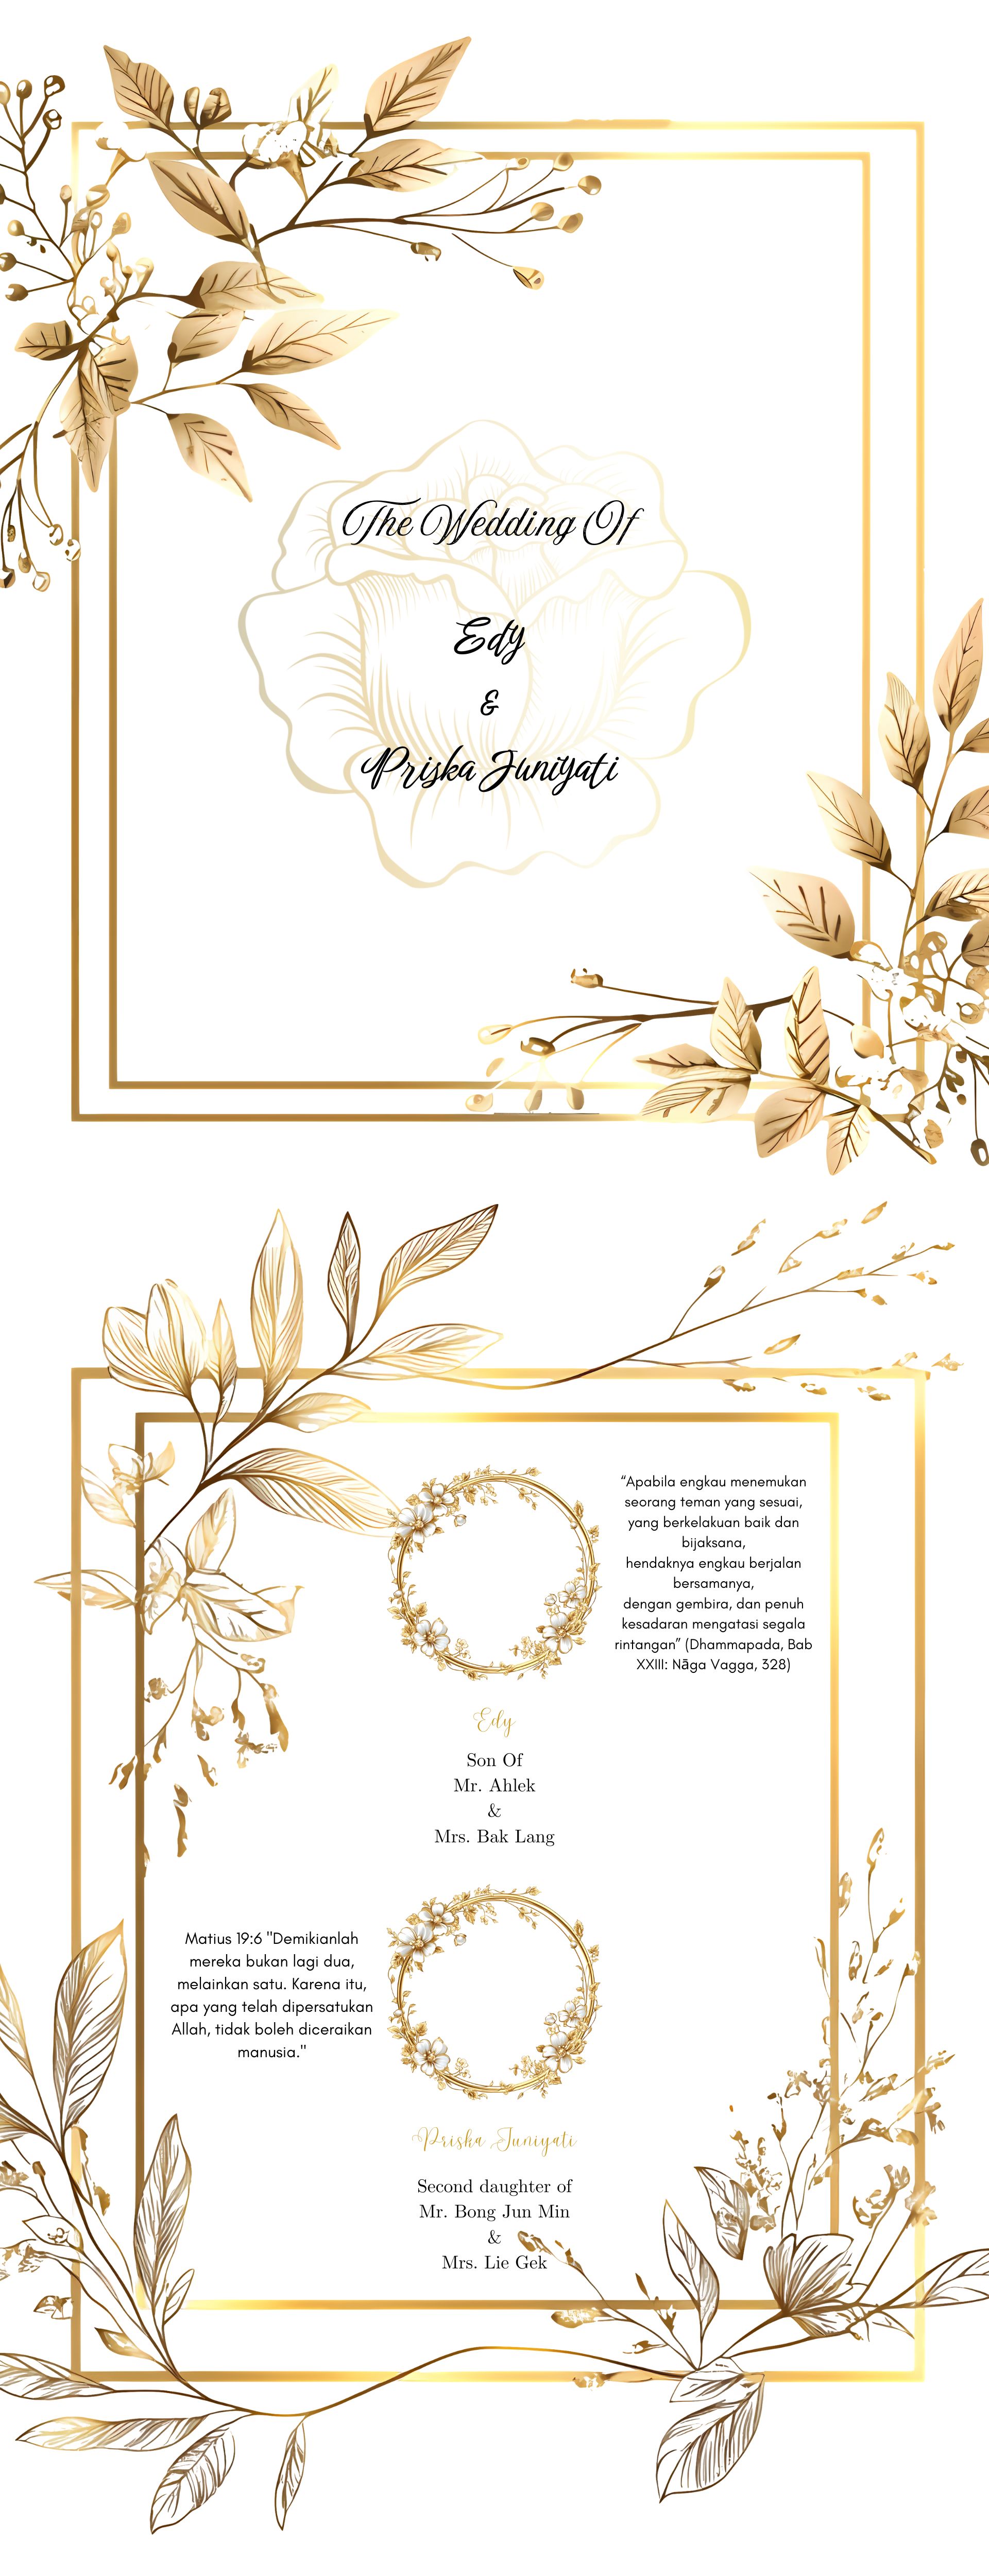 The Wedding Of
Edy
&
Priska Juniyati
“Apabila engkau menemukan
seorang teman yang sesuai,
yang berkelakuan baik dan
bijaksana,
hendaknya engkau berjalan
bersamanya,
dengan gembira, dan penuh
kesadaran mengatasi segala
rintangan” (Dhammapada, Bab
XXIII: Nāga Vagga, 328)
Edy
Son Of
Mr. Ahlek
&
Mrs. Bak Lang
Matius 19:6 "Demikianlah
mereka bukan lagi dua,
melainkan satu. Karena itu,
apa yang telah dipersatukan
Allah, tidak boleh diceraikan
manusia."
Priska Juniyati
Second daughter of
Mr. Bong Jun Min
&
Mrs. Lie Gek